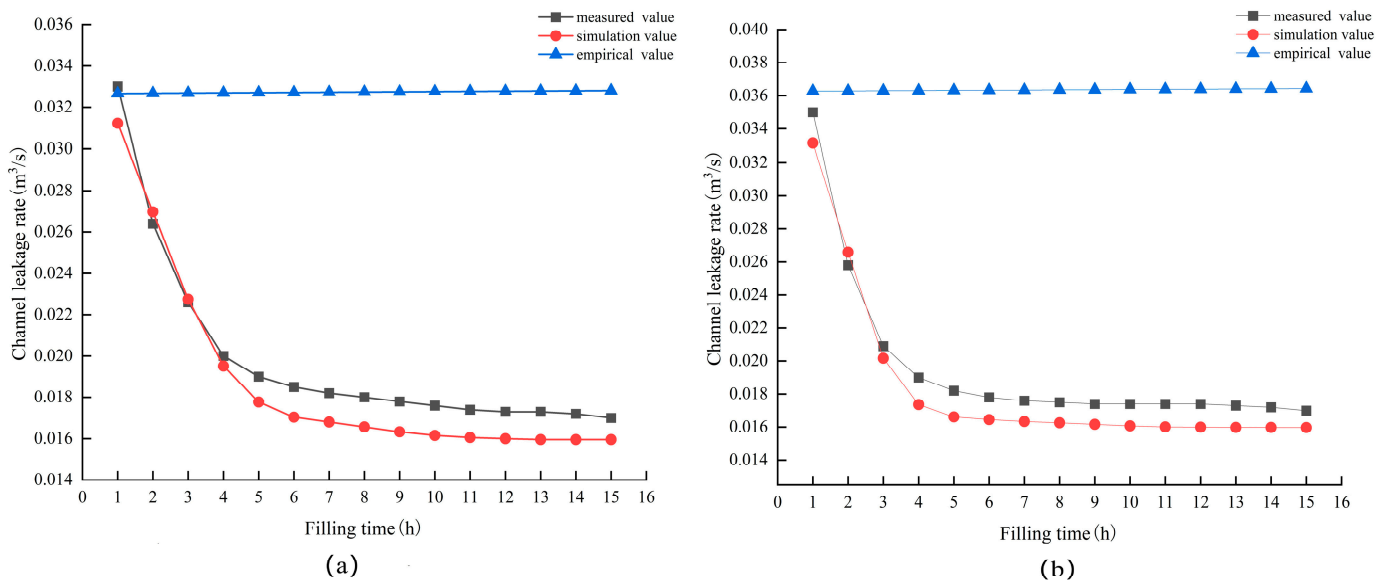 measured value
simulation value
empirical value
0.036
0.034
0.032
0.030
0.028
0.026
0.024
0.022
0.020
0.018
0.016
0.014
Channel leakage rate (m³/s)
0 1 2 3 4 5 6 7 8 9 10 11 12 13 14 15 16
Filling time (h)
(a)
measured value
simulation value
empirical value
0.040
0.038
0.036
0.034
0.032
0.030
0.028
0.026
0.024
0.022
0.020
0.018
0.016
0.014
Channel leakage rate (m³/s)
0 1 2 3 4 5 6 7 8 9 10 11 12 13 14 15 16
Filling time (h)
(b)